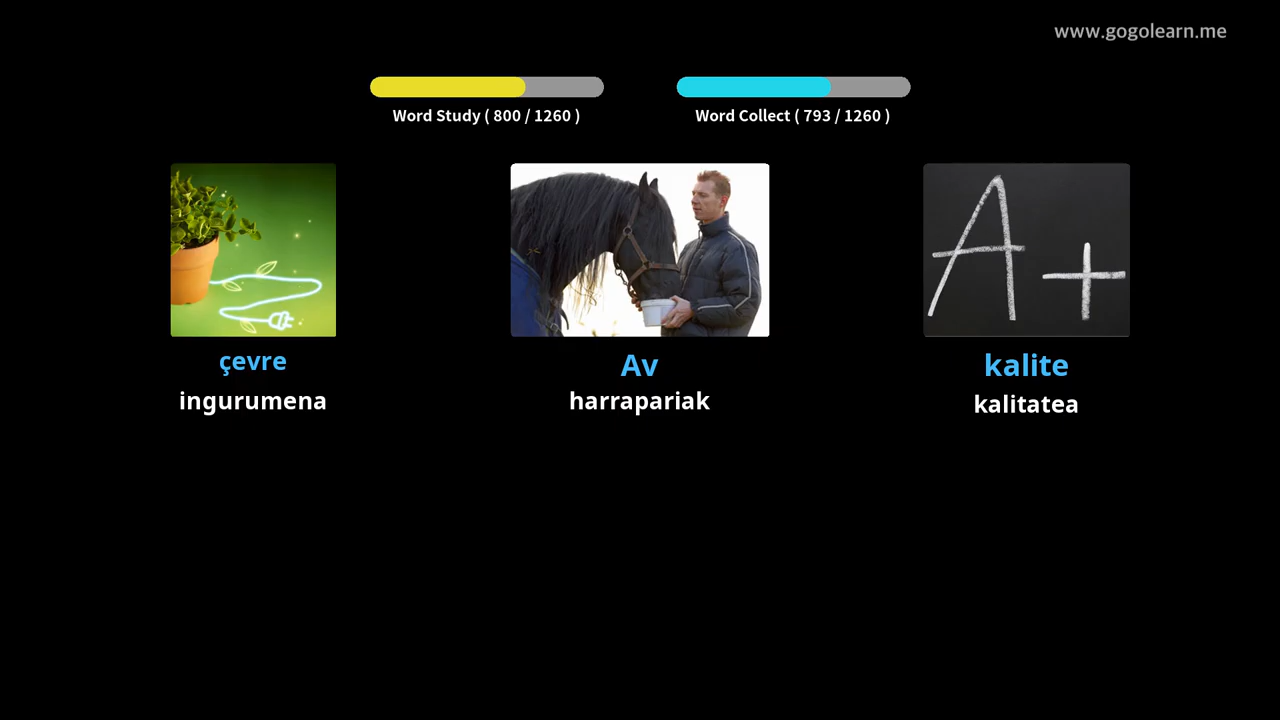 www.gogolearn.me
Word Study ( 800 / 1260 )
Word Collect ( 793 / 1260 )
A+
çevre
Av
kalite
ingurumena
harrapariak
kalitatea